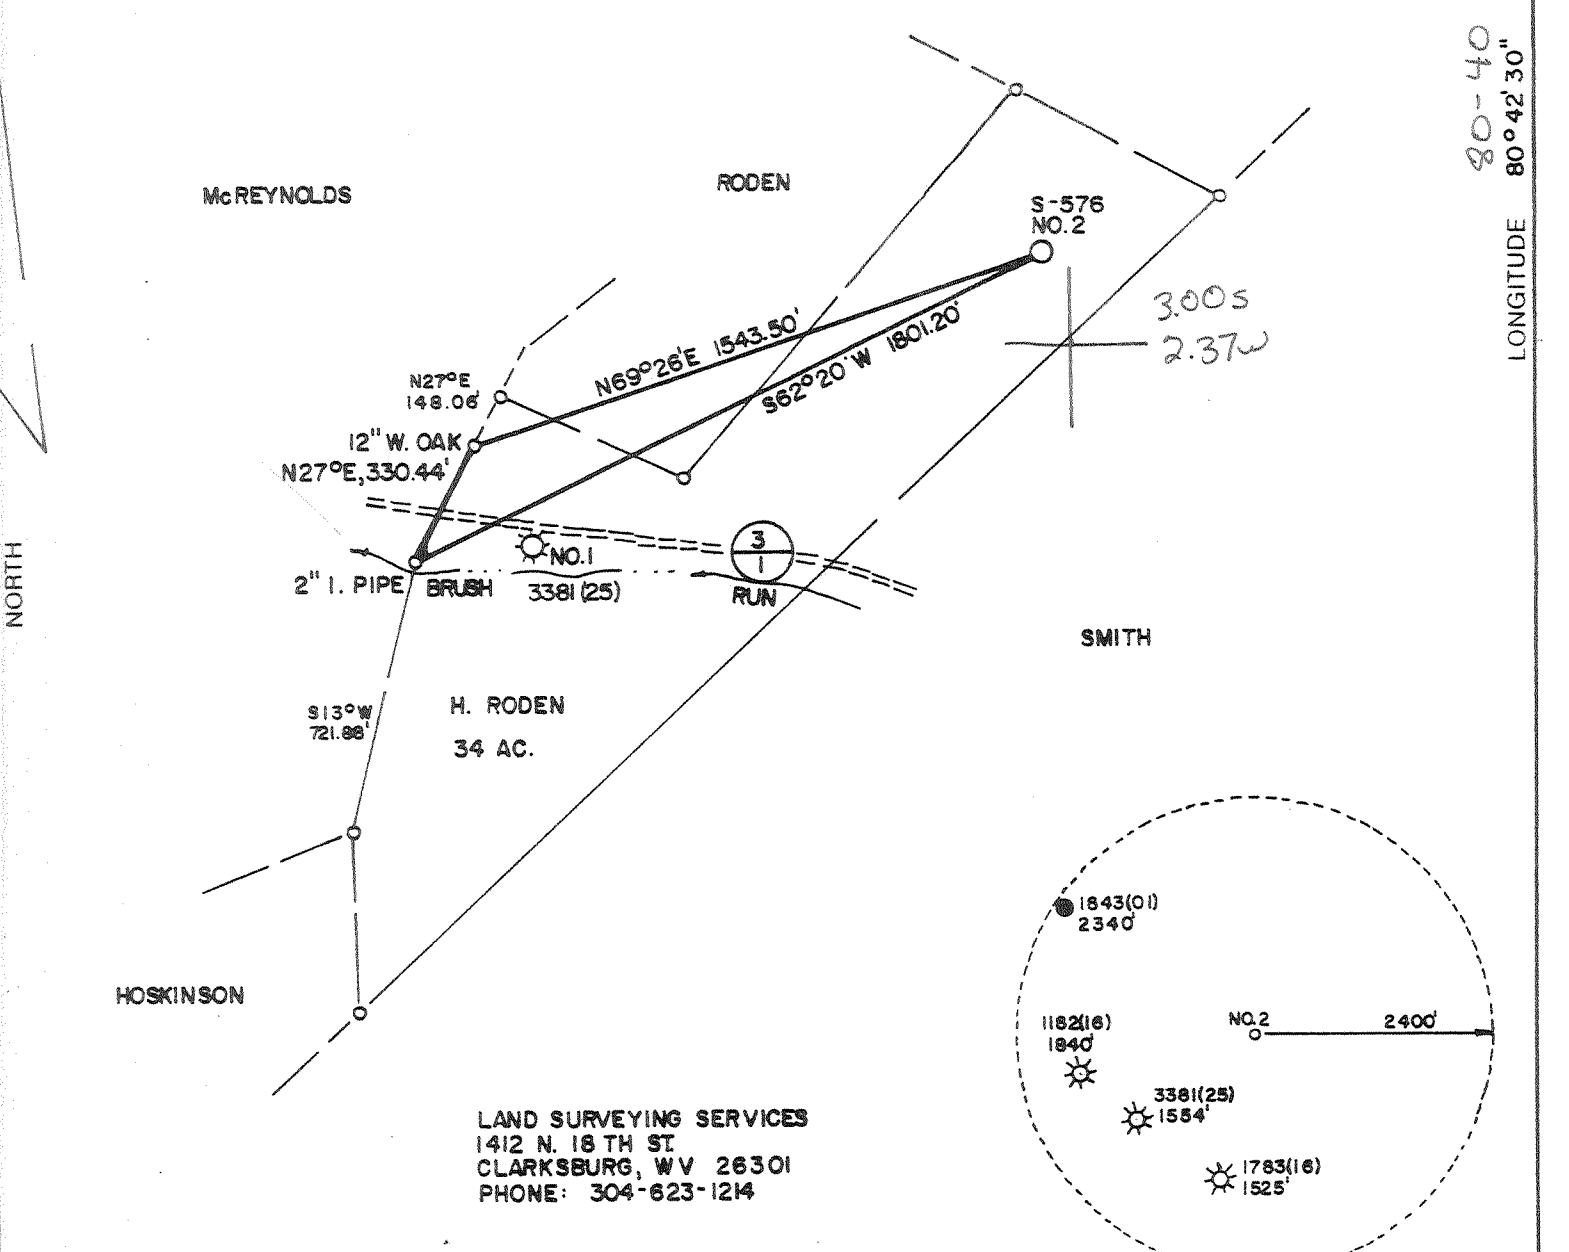 80-40
LONGITUDE 80° 42' 30"
McREYNOLDS
RODEN
S-576
NO.2
3.00s
2.37w
N69°26'E 1543.50'
S62°20'W 1801.20'
N27°E
148.06'
12" W. OAK
N27°E,330.44'
NO.1
3
1
2" I. PIPE
BRUSH
3381(25)
RUN
NORTH
SMITH
S13°W
721.88'
H. RODEN
34 AC.
HOSKINSON
1843(01)
2340'
1182(16)
1840'
NO.2
2400'
3381(25)
1554'
1783(16)
1525'
LAND SURVEYING SERVICES
1412 N. 18TH ST.
CLARKSBURG, WV 26301
PHONE: 304-623-1214